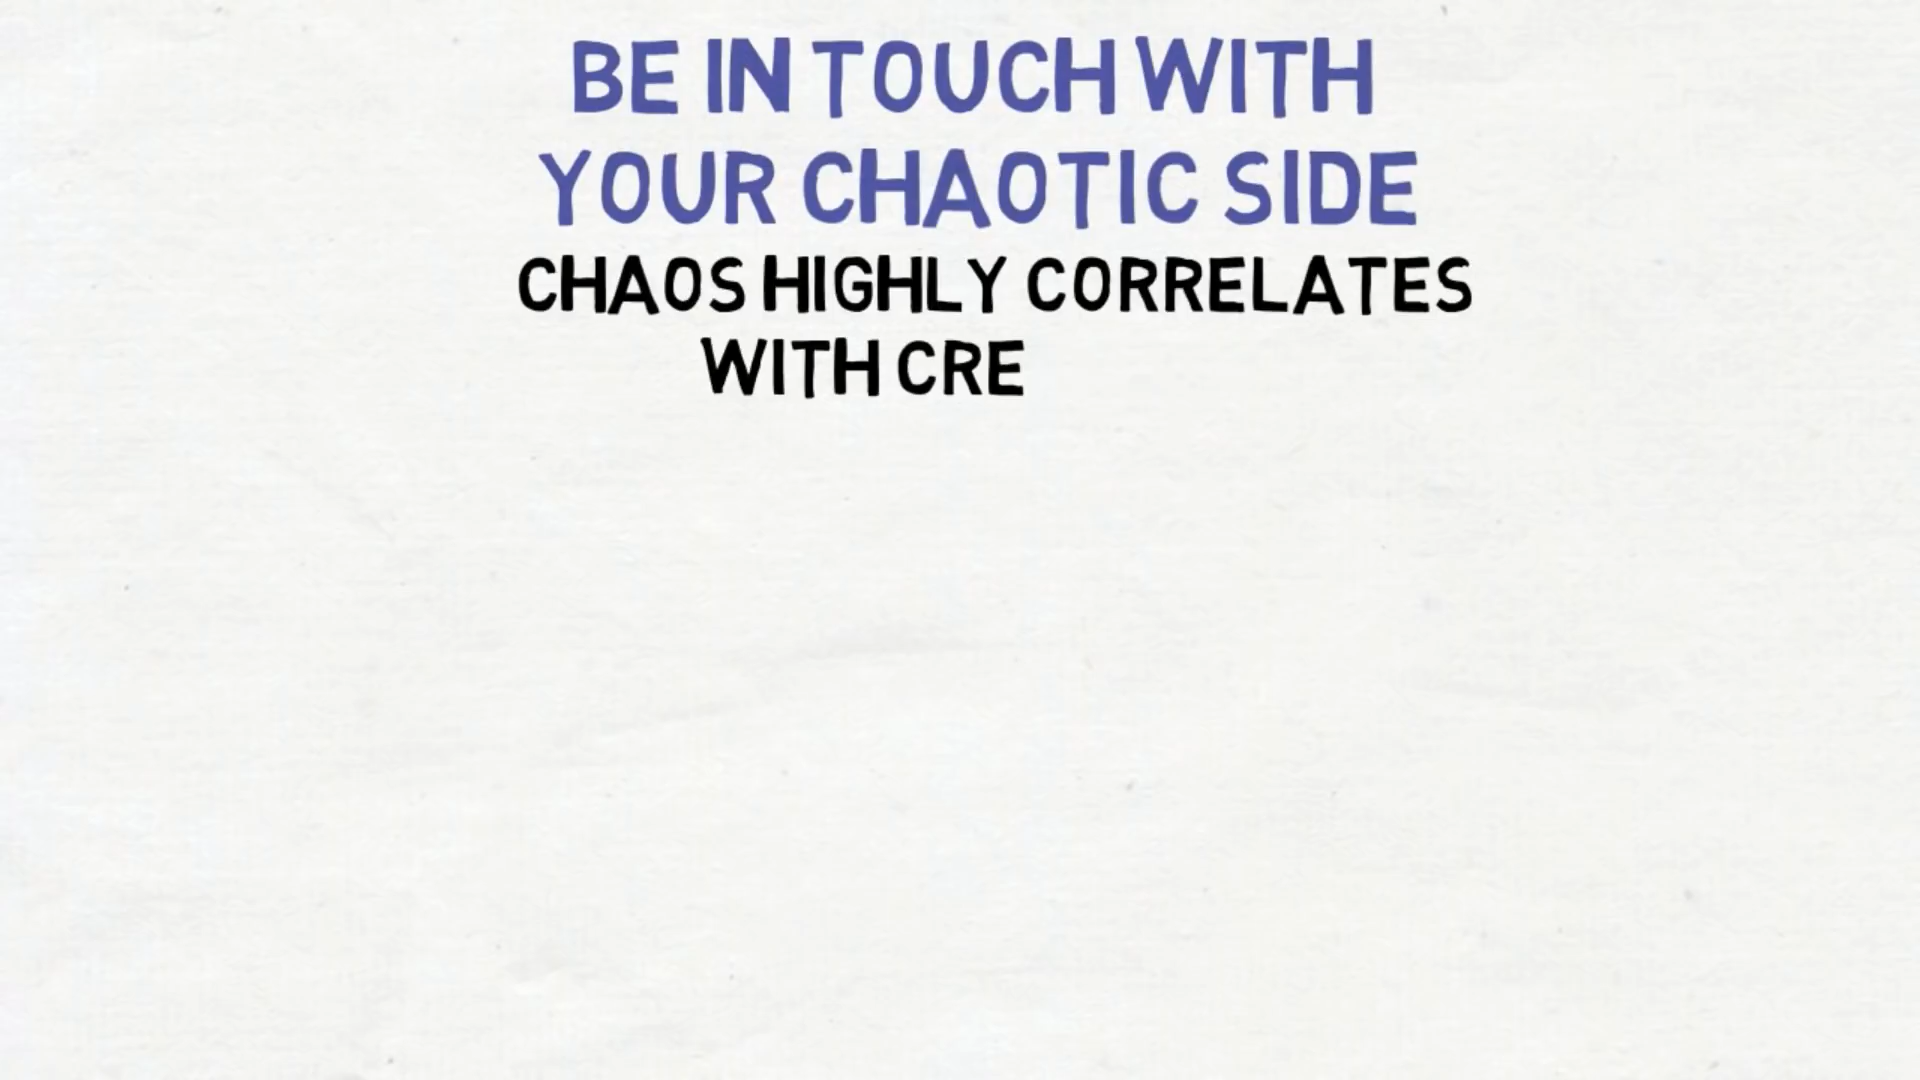 BE IN TOUCH WITH
YOUR CHAOTIC SIDE
CHAOS HIGHLY CORRELATES
WITH CRE